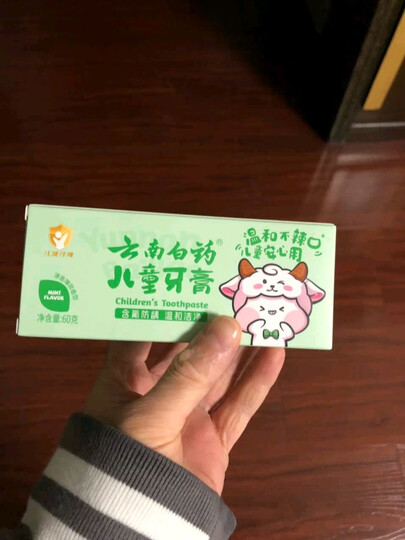 云南白药®
儿童牙膏
Children's Toothpaste
含氟防龋 温和洁净
温和不辣口
儿童安心用
MINT
FLAVOR
净含量:60克